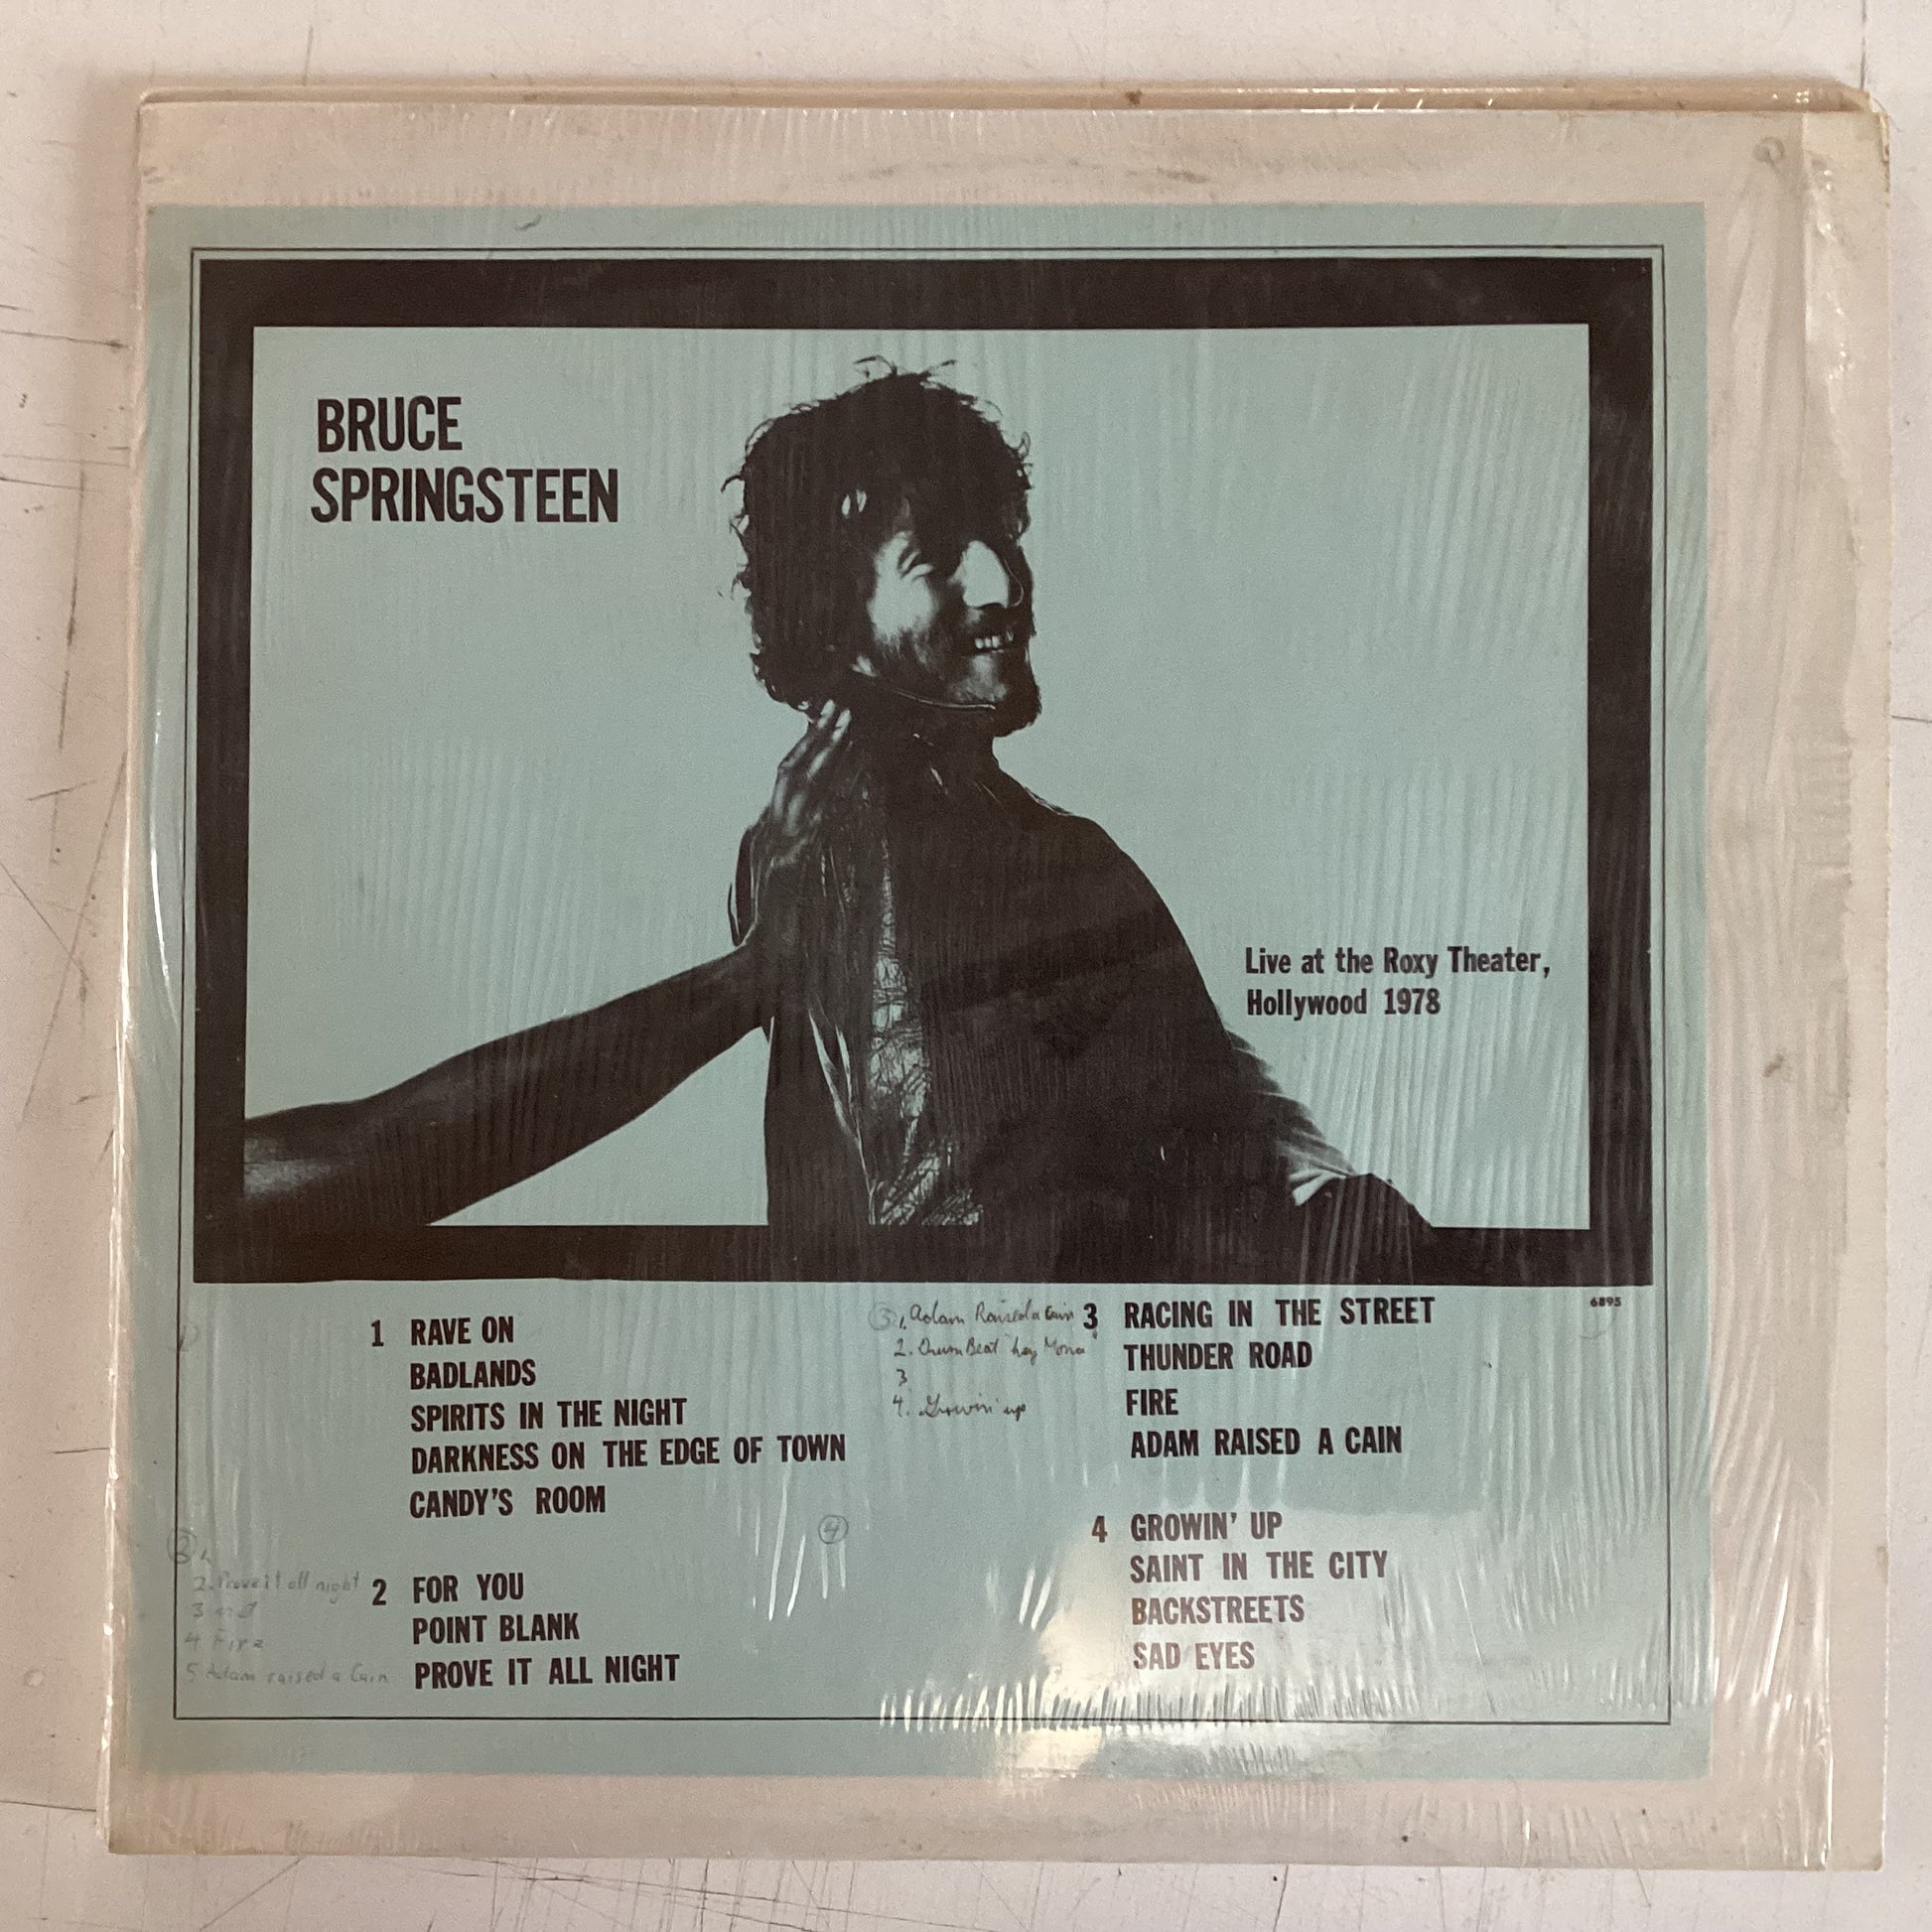 BRUCE
SPRINGSTEEN
Live at the Roxy Theater,
Hollywood 1978
6895
1 RAVE ON
BADLANDS
SPIRITS IN THE NIGHT
DARKNESS ON THE EDGE OF TOWN
CANDY'S ROOM
2 FOR YOU
POINT BLANK
PROVE IT ALL NIGHT
2.
2. Prove it all night
3
4 Fire
5 Adam raised a Cain
3 1. Adam Raised a Cain
2. Drum Beat "hey Mona"
3
4. Growin' up
4
3 RACING IN THE STREET
THUNDER ROAD
FIRE
ADAM RAISED A CAIN
4 GROWIN' UP
SAINT IN THE CITY
BACKSTREETS
SAD EYES